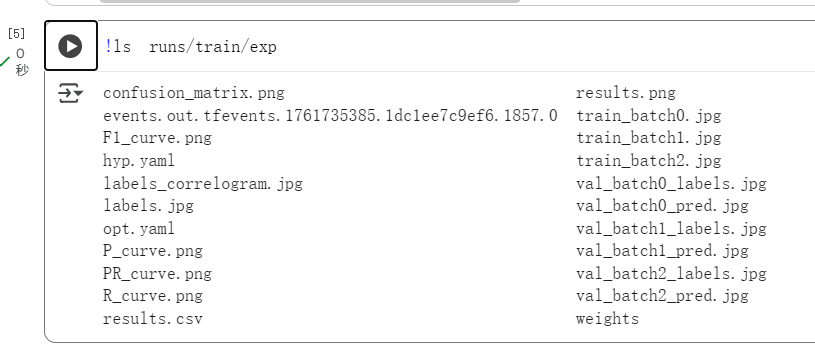 [5]
0
秒
!ls  runs/train/exp
confusion_matrix.png
events.out.tfevents.1761735385.1dc1ee7c9ef6.1857.0
F1_curve.png
hyp.yaml
labels_correlogram.jpg
labels.jpg
opt.yaml
P_curve.png
PR_curve.png
R_curve.png
results.csv
results.png
train_batch0.jpg
train_batch1.jpg
train_batch2.jpg
val_batch0_labels.jpg
val_batch0_pred.jpg
val_batch1_labels.jpg
val_batch1_pred.jpg
val_batch2_labels.jpg
val_batch2_pred.jpg
weights